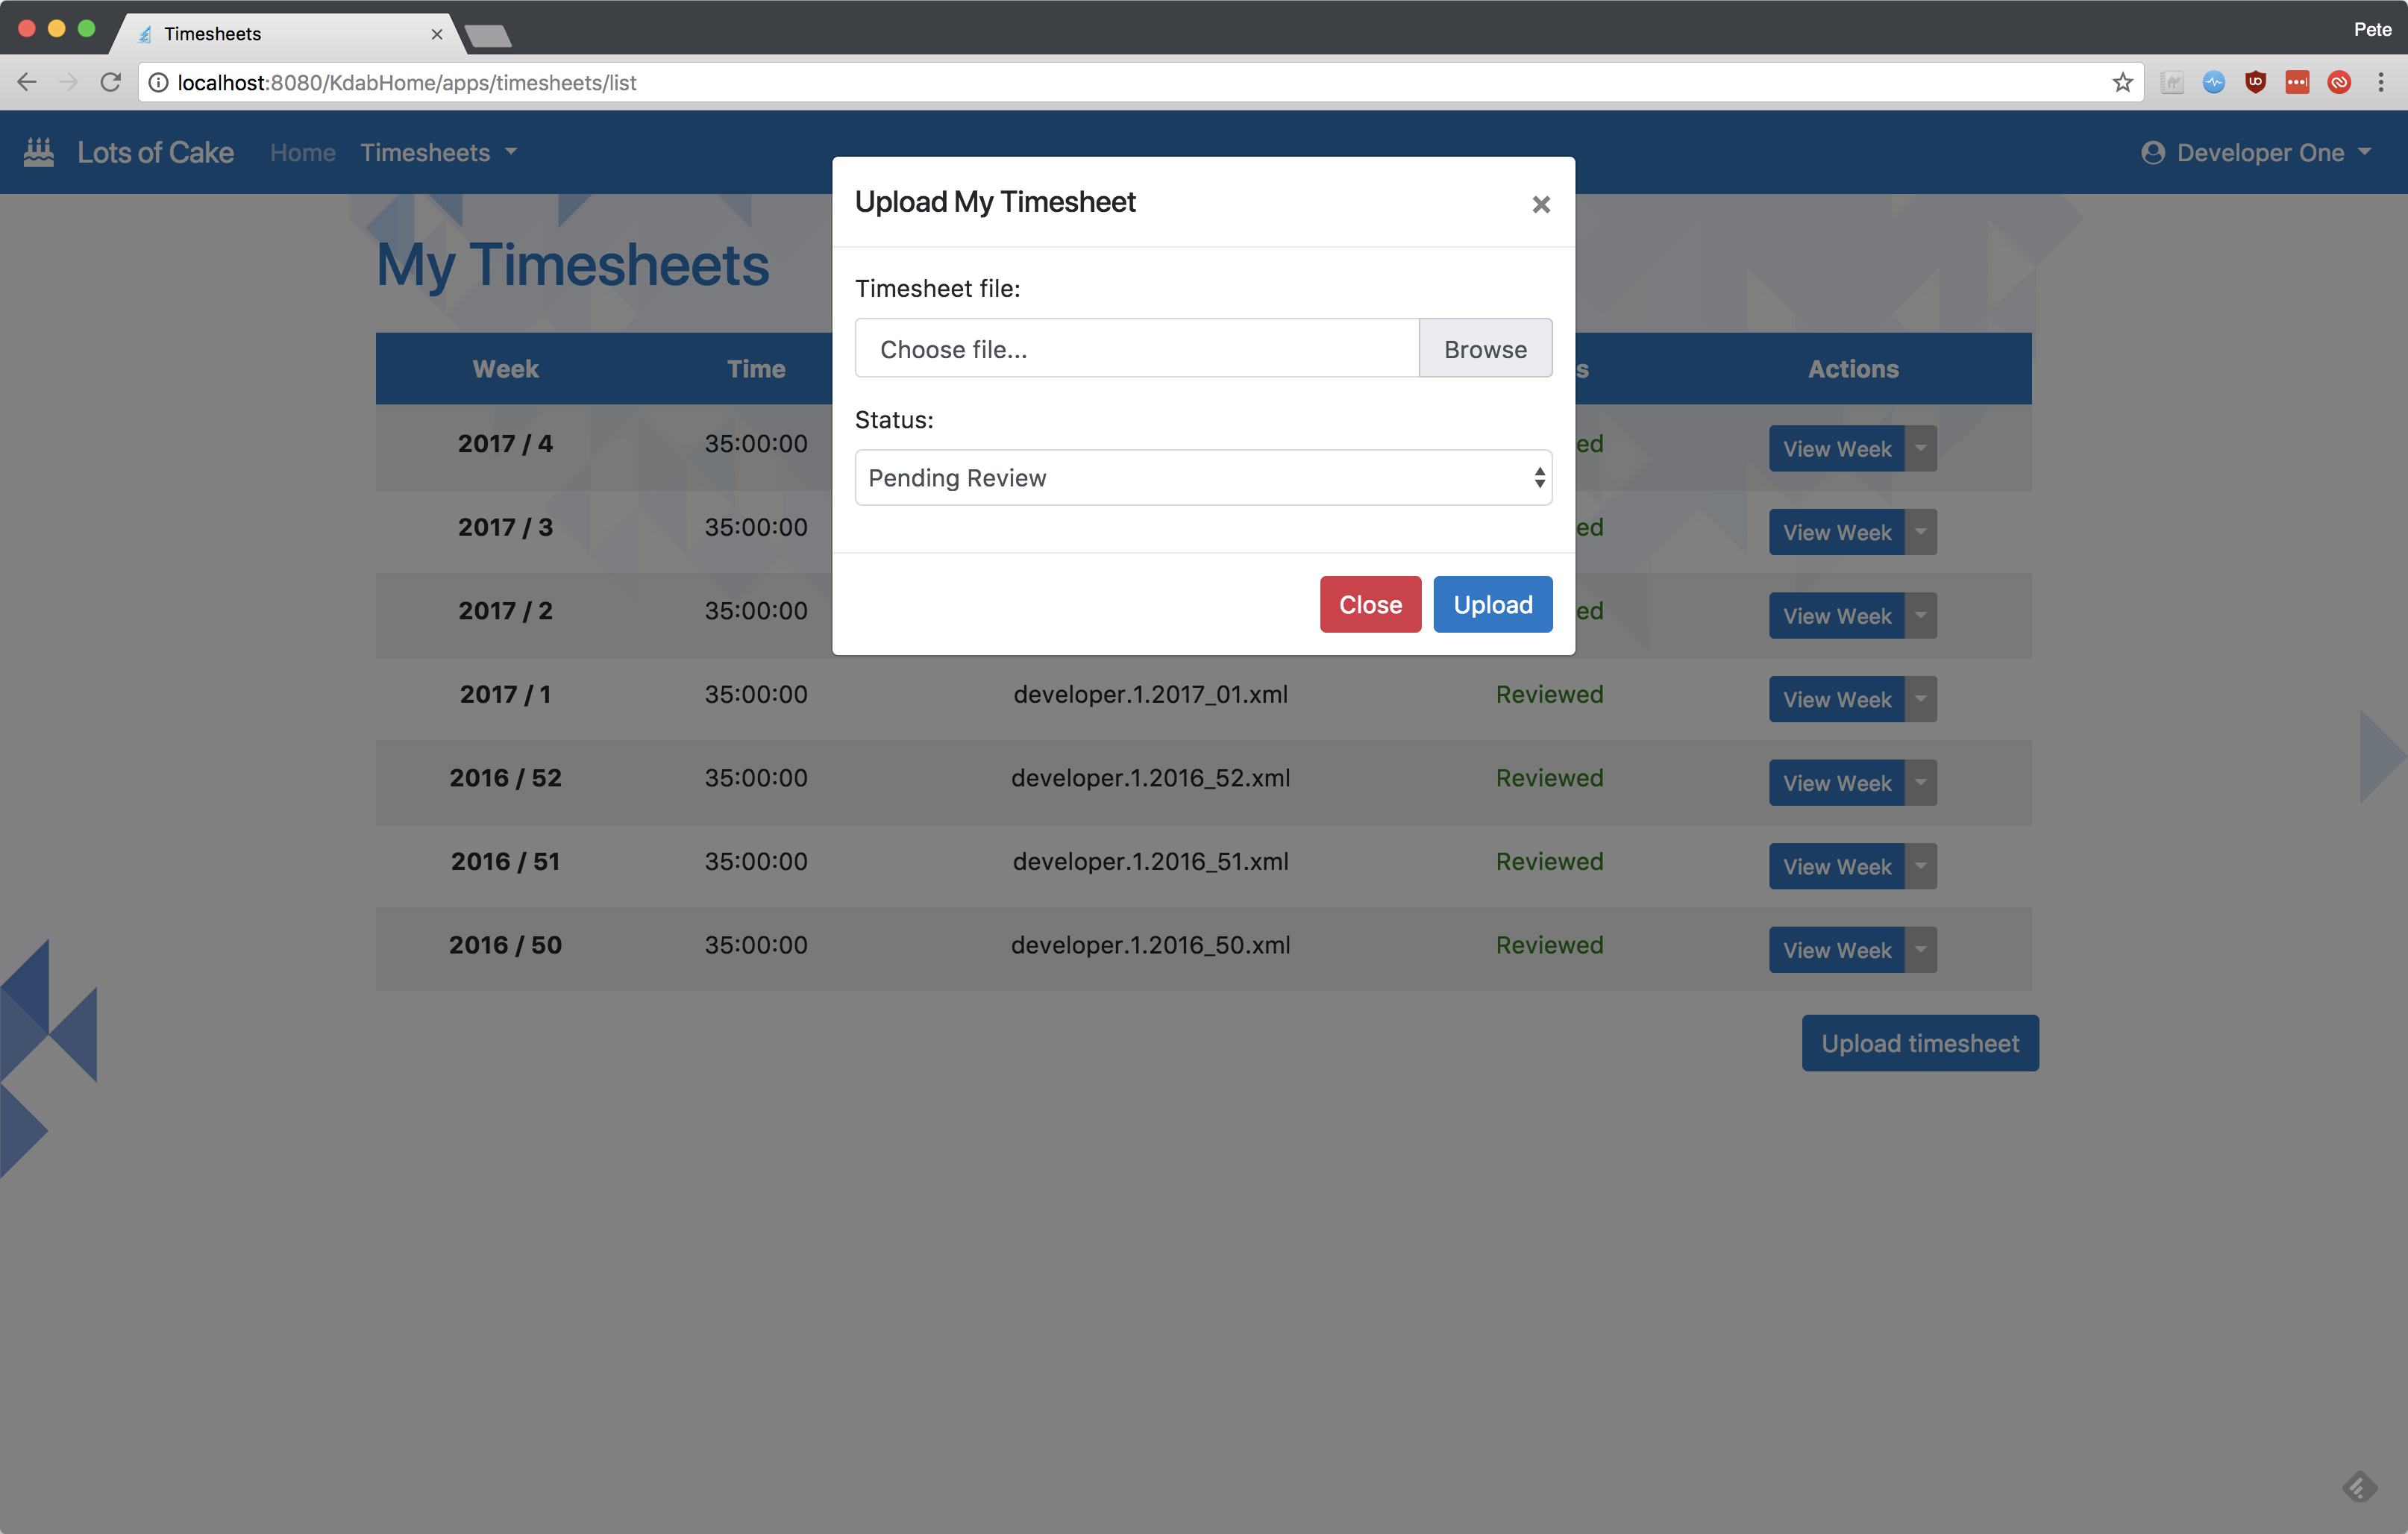 Timesheets
Pete
localhost:8080/KdabHome/apps/timesheets/list
Lots of Cake Home Timesheets Developer One
My Timesheets
Upload My Timesheet ×
Timesheet file:
Choose file... Browse
Status:
Pending Review
Close Upload
Week Time s Actions
2017 / 4 35:00:00 ed View Week
2017 / 3 35:00:00 ed View Week
2017 / 2 35:00:00 ed View Week
2017 / 1 35:00:00 developer.1.2017_01.xml Reviewed View Week
2016 / 52 35:00:00 developer.1.2016_52.xml Reviewed View Week
2016 / 51 35:00:00 developer.1.2016_51.xml Reviewed View Week
2016 / 50 35:00:00 developer.1.2016_50.xml Reviewed View Week
Upload timesheet